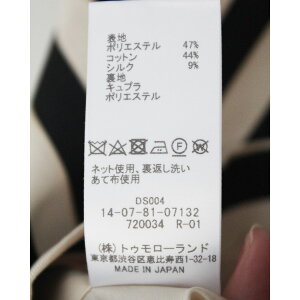 表地
ポリエステル 47%
コットン 44%
シルク 9%
裏地
キュプラ
ポリエステル
ネット使用、裏返し洗い
あて布使用
DS004
14-07-81-07132
720034 R-01
(株)トゥモローランド
東京都渋谷区恵比寿西1-32-18
MADE IN JAPAN